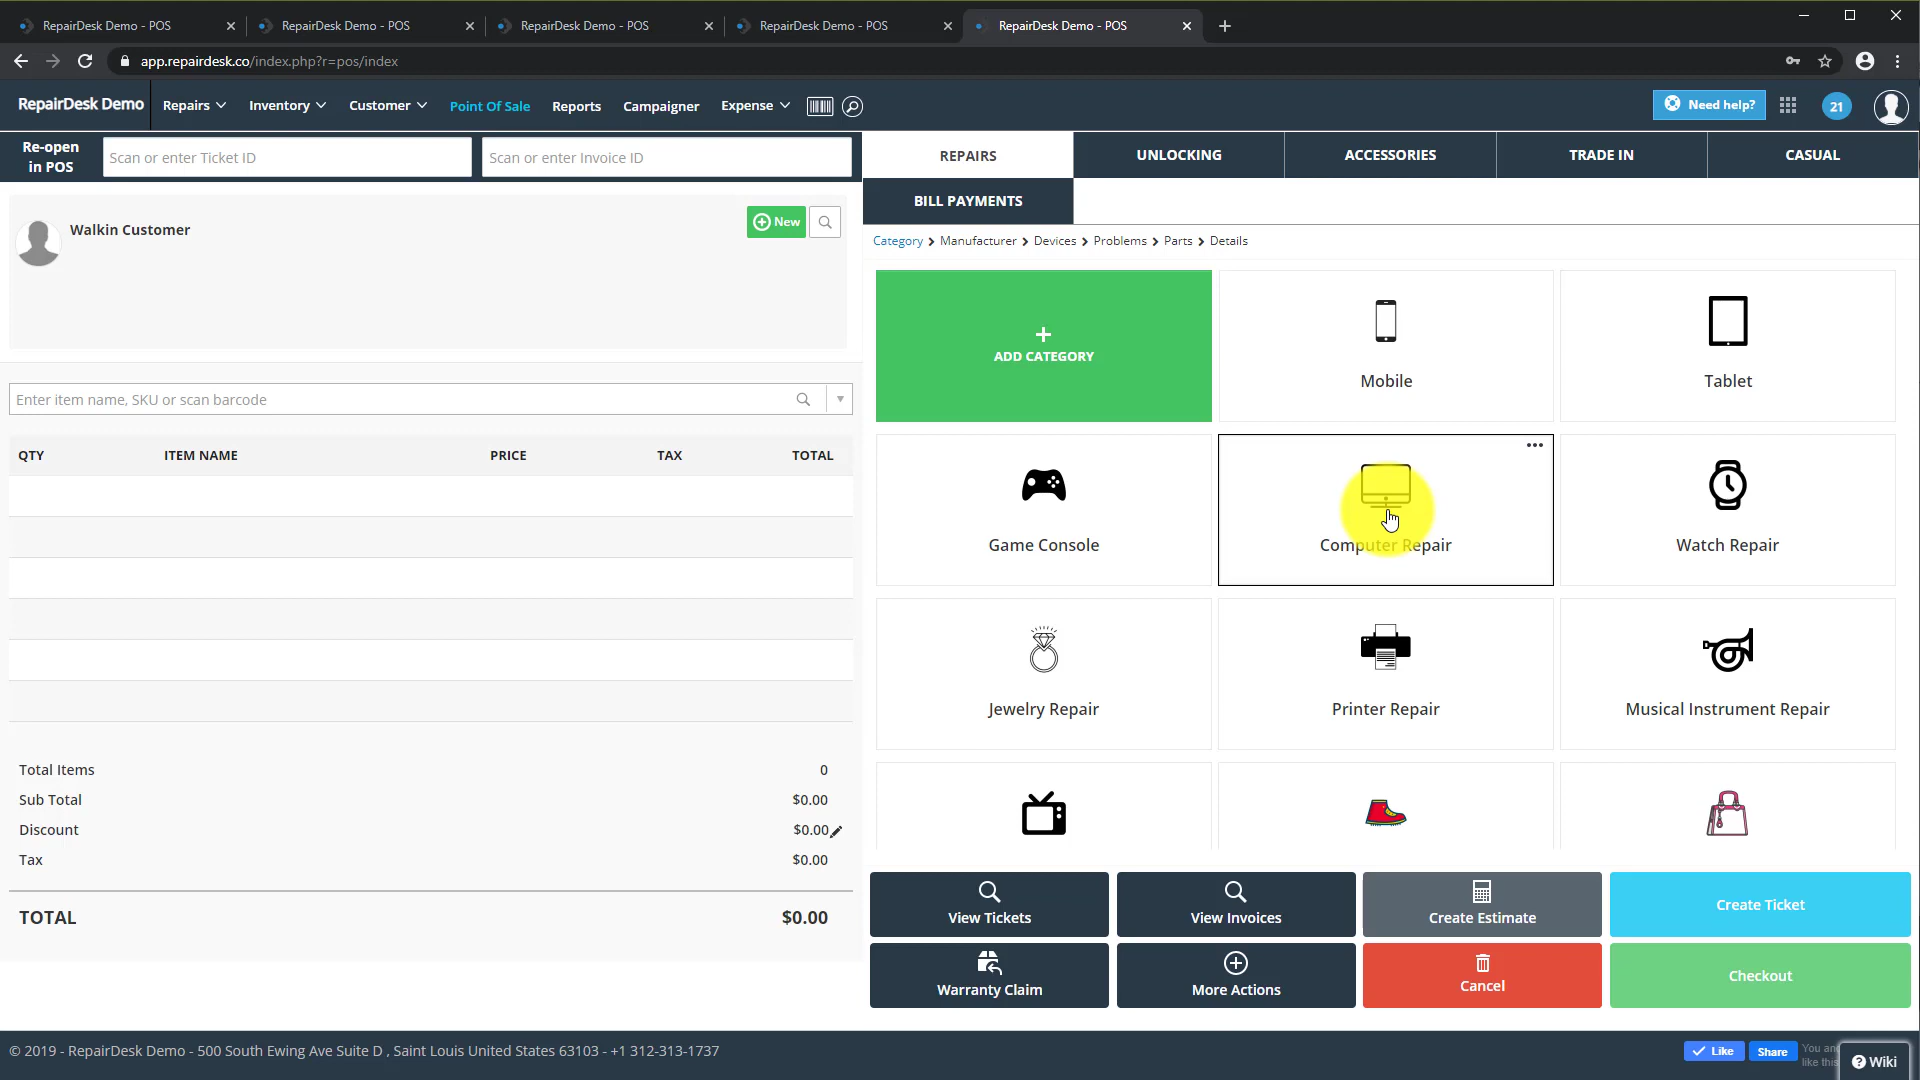 RepairDesk Demo - POS
RepairDesk Demo - POS
RepairDesk Demo - POS
RepairDesk Demo - POS
RepairDesk Demo - POS
app.repairdesk.co/index.php?r=pos/index
RepairDesk Demo
Repairs
Inventory
Customer
Point Of Sale
Reports
Campaigner
Expense
Need help?
21
Re-open
in POS
Scan or enter Ticket ID
Scan or enter Invoice ID
REPAIRS
UNLOCKING
ACCESSORIES
TRADE IN
CASUAL
BILL PAYMENTS
Walkin Customer
New
Category > Manufacturer > Devices > Problems > Parts > Details
ADD CATEGORY
Mobile
Tablet
Enter item name, SKU or scan barcode
QTY ITEM NAME PRICE TAX TOTAL
Game Console
Computer Repair
Watch Repair
Jewelry Repair
Printer Repair
Musical Instrument Repair
Total Items 0
Sub Total $0.00
Discount $0.00
Tax $0.00
TOTAL $0.00
View Tickets
View Invoices
Create Estimate
Create Ticket
Warranty Claim
More Actions
Cancel
Checkout
© 2019 - RepairDesk Demo - 500 South Ewing Ave Suite D , Saint Louis United States 63103 - +1 312-313-1737
Like
Share
You and
like this
Wiki